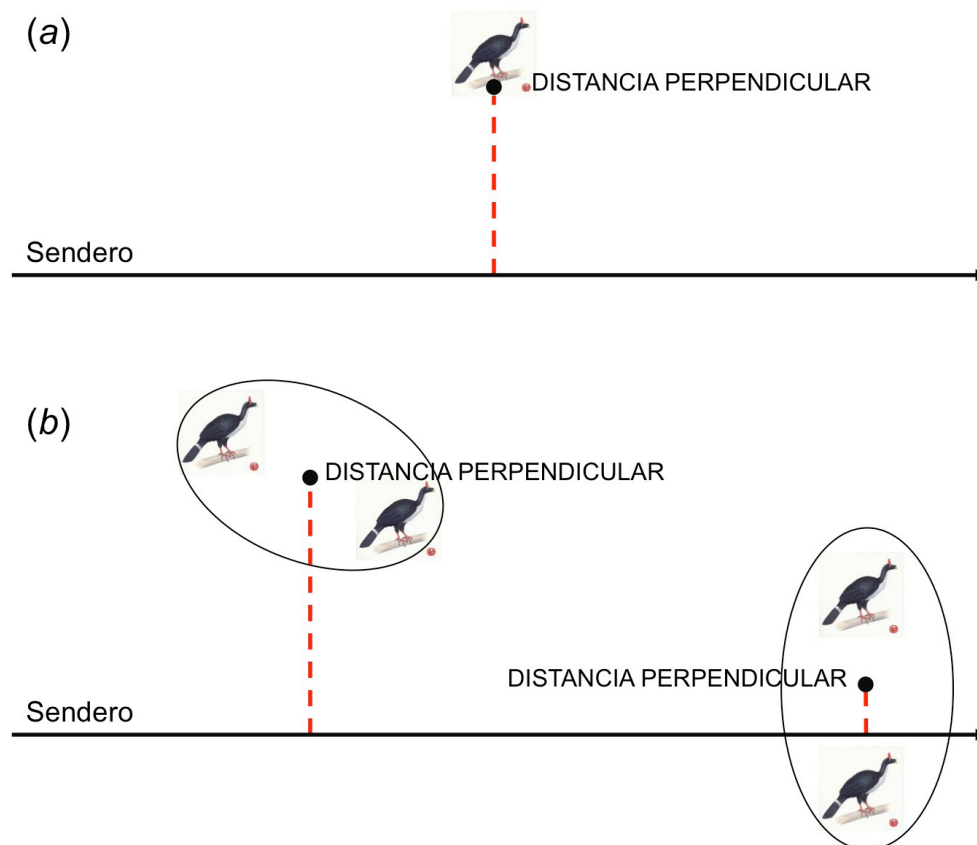 (a)
DISTANCIA PERPENDICULAR
Sendero
(b)
DISTANCIA PERPENDICULAR
DISTANCIA PERPENDICULAR
Sendero